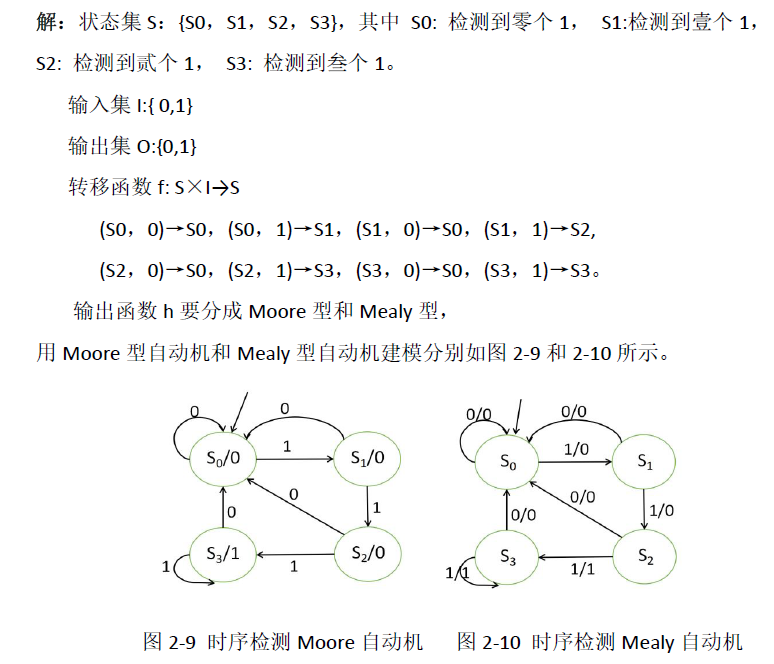 解：状态集 S：{S0，S1，S2，S3}，其中 S0: 检测到零个 1， S1:检测到壹个 1，
S2: 检测到贰个 1， S3: 检测到叁个 1。
输入集 I:{ 0,1}
输出集 O:{0,1}
转移函数 f: S×I→S
(S0，0)→S0，(S0，1)→S1，(S1，0)→S0，(S1，1)→S2,
(S2，0)→S0，(S2，1)→S3，(S3，0)→S0，(S3，1)→S3。
输出函数 h 要分成 Moore 型和 Mealy 型，
用 Moore 型自动机和 Mealy 型自动机建模分别如图 2-9 和 2-10 所示。
0
0
S₀/0
1
S₁/0
0
0
1
S₃/1
S₂/0
1
1
0/0
0/0
S₀
1/0
S₁
0/0
0/0
1/0
S₃
S₂
1/1
1/1
图 2-9 时序检测 Moore 自动机
图 2-10 时序检测 Mealy 自动机